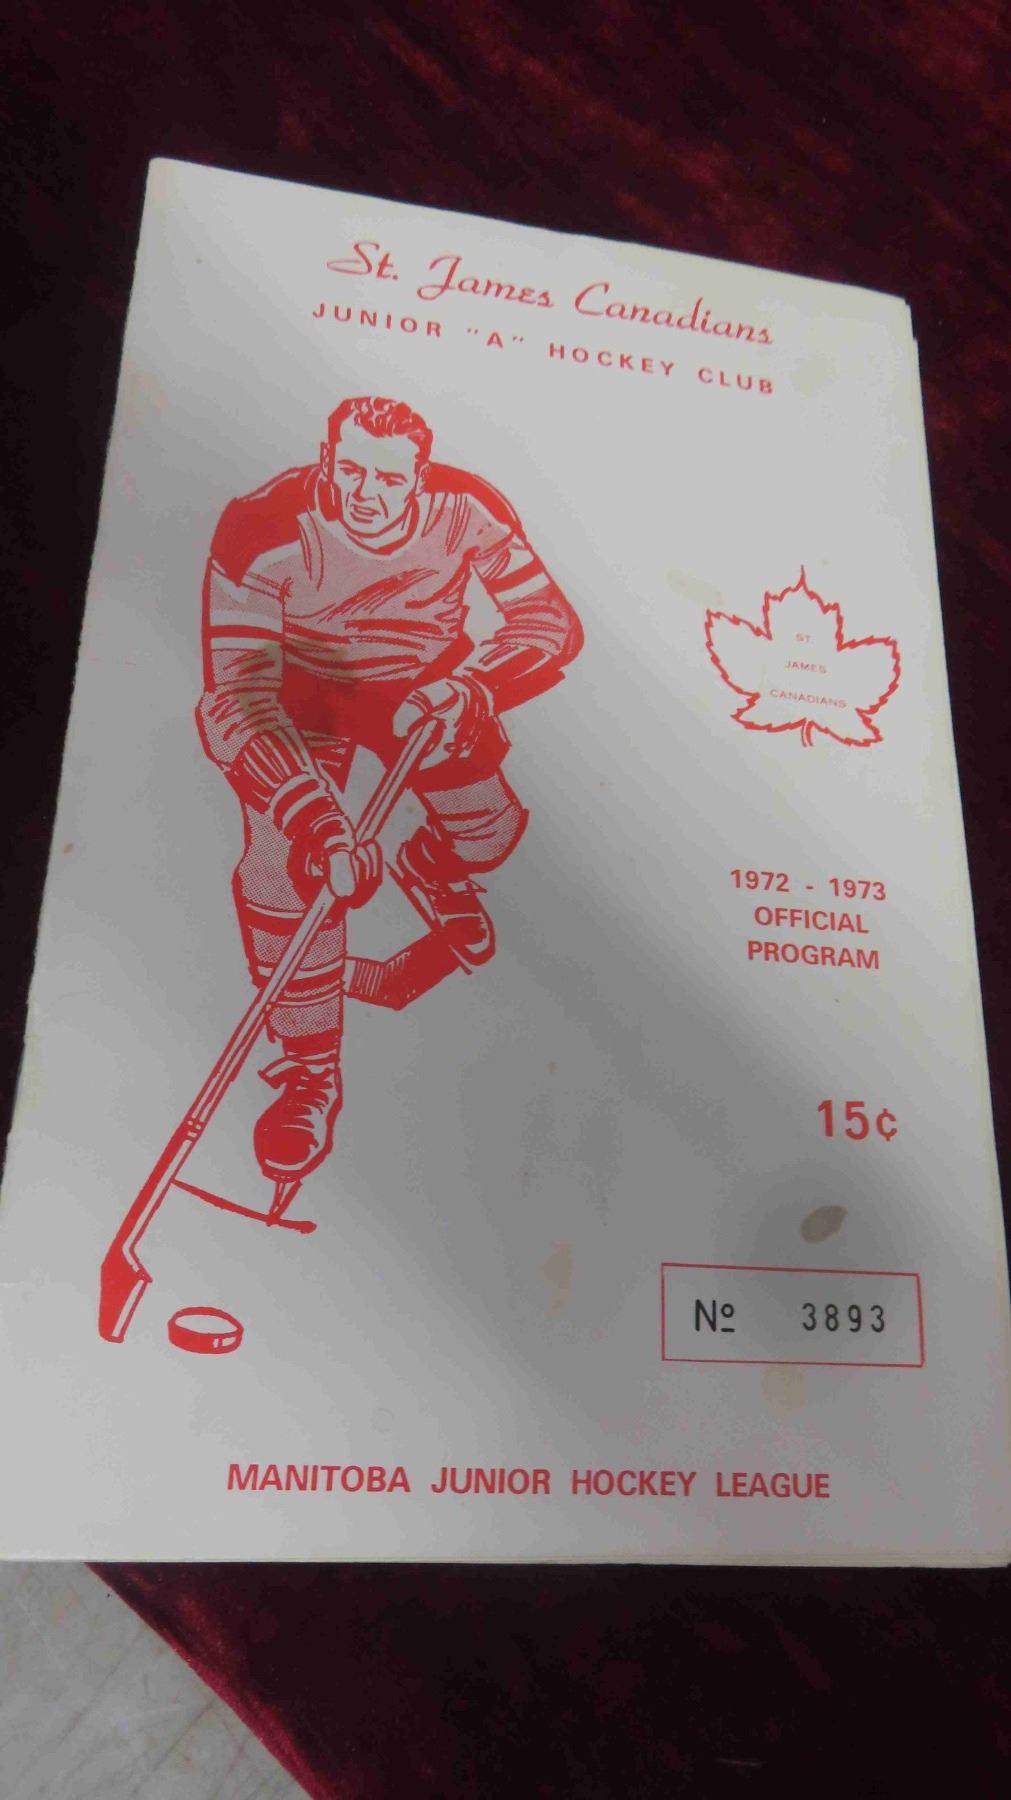 St. James Canadians
JUNIOR "A" HOCKEY CLUB
ST.
JAMES
CANADIANS
1972 - 1973
OFFICIAL
PROGRAM
15¢
Nº 3893
MANITOBA JUNIOR HOCKEY LEAGUE